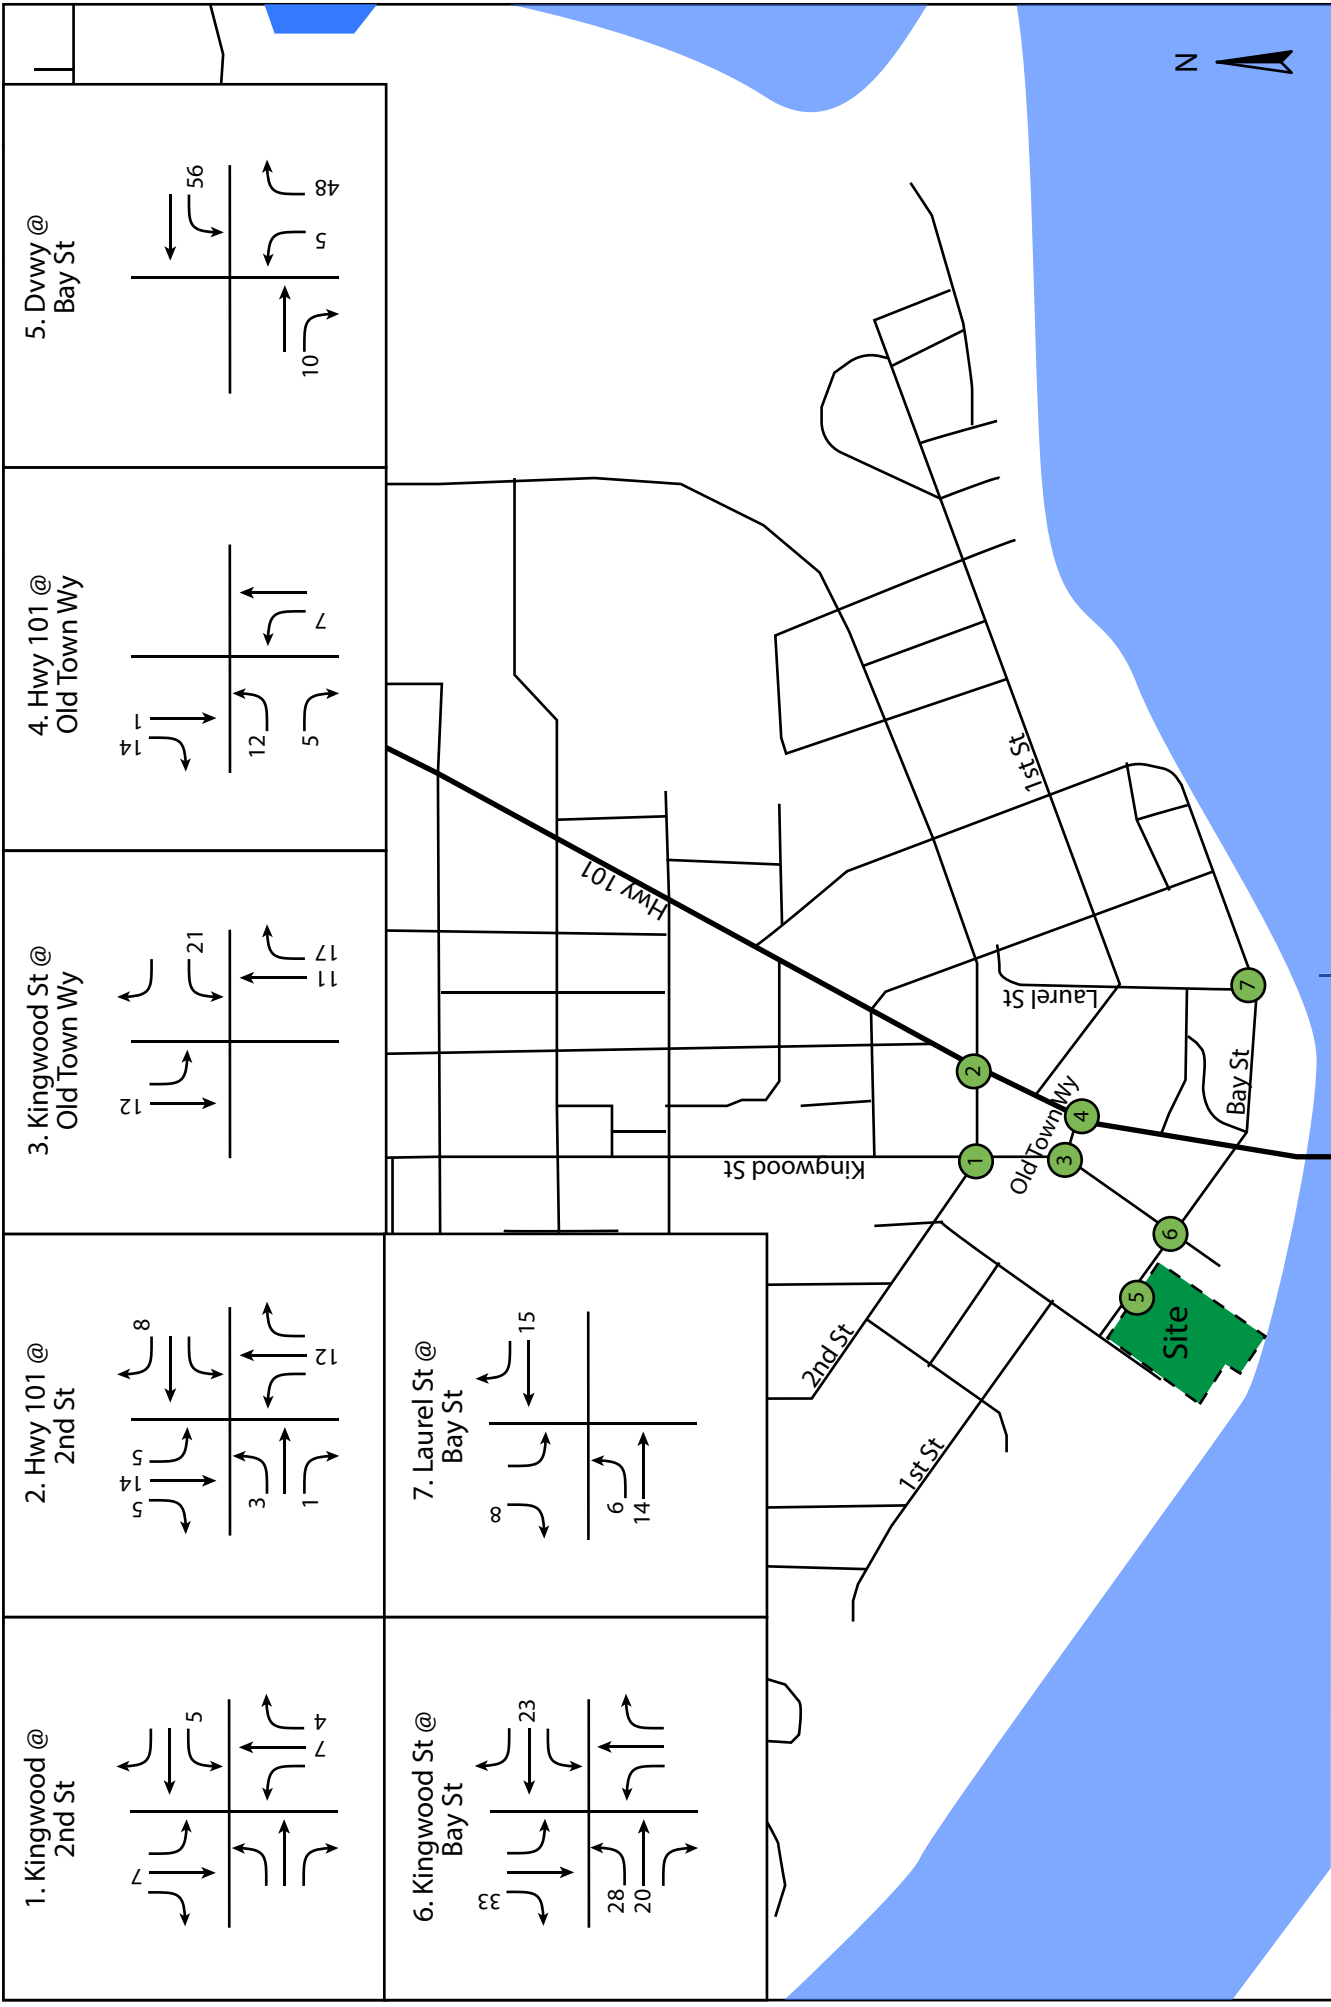 1. Kingwood @
2nd St
7
5
7
4
2. Hwy 101 @
2nd St
5
14
5
8
3
1
12
3. Kingwood St @
Old Town Wy
12
21
11
17
4. Hwy 101 @
Old Town Wy
14
1
12
5
7
5. Dvwy @
Bay St
56
10
5
48
6. Kingwood St @
Bay St
33
23
28
20
7. Laurel St @
Bay St
8
15
6
14
Hwy 101
Kingwood St
2nd St
1st St
1
2
Laurel St
1st St
Old Town Wy
3
4
5
6
Site
Bay St
7
N